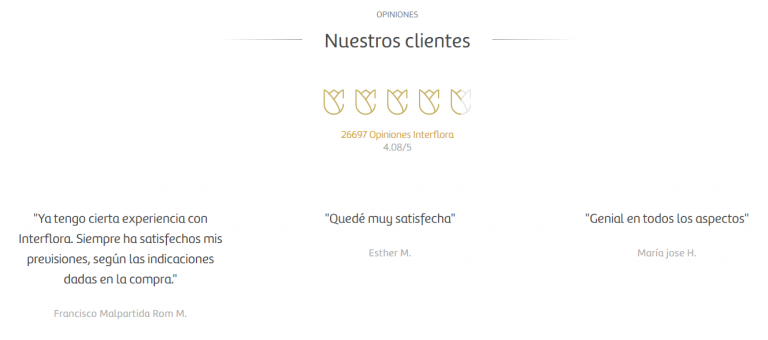 OPINIONES
Nuestros clientes
26697 Opiniones Interflora
4.08/5
"Ya tengo cierta experiencia con
Interflora. Siempre ha satisfechos mis
previsiones, según las indicaciones
dadas en la compra."
Francisco Malpartida Rom M.
"Quedé muy satisfecha"
Esther M.
"Genial en todos los aspectos"
María jose H.